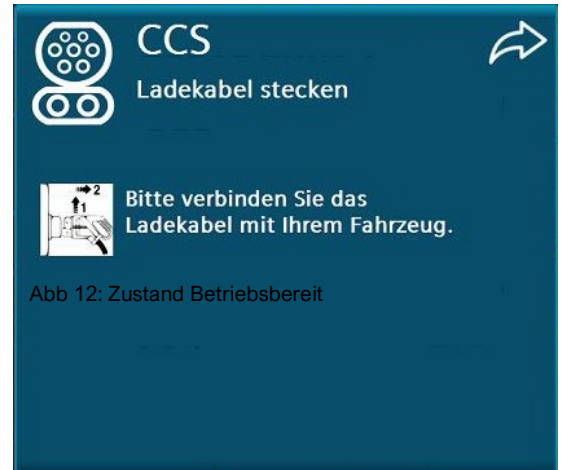 CCS
Ladekabel stecken
2
1
Bitte verbinden Sie das
Ladekabel mit Ihrem Fahrzeug.
Abb 12: Zustand Betriebsbereit